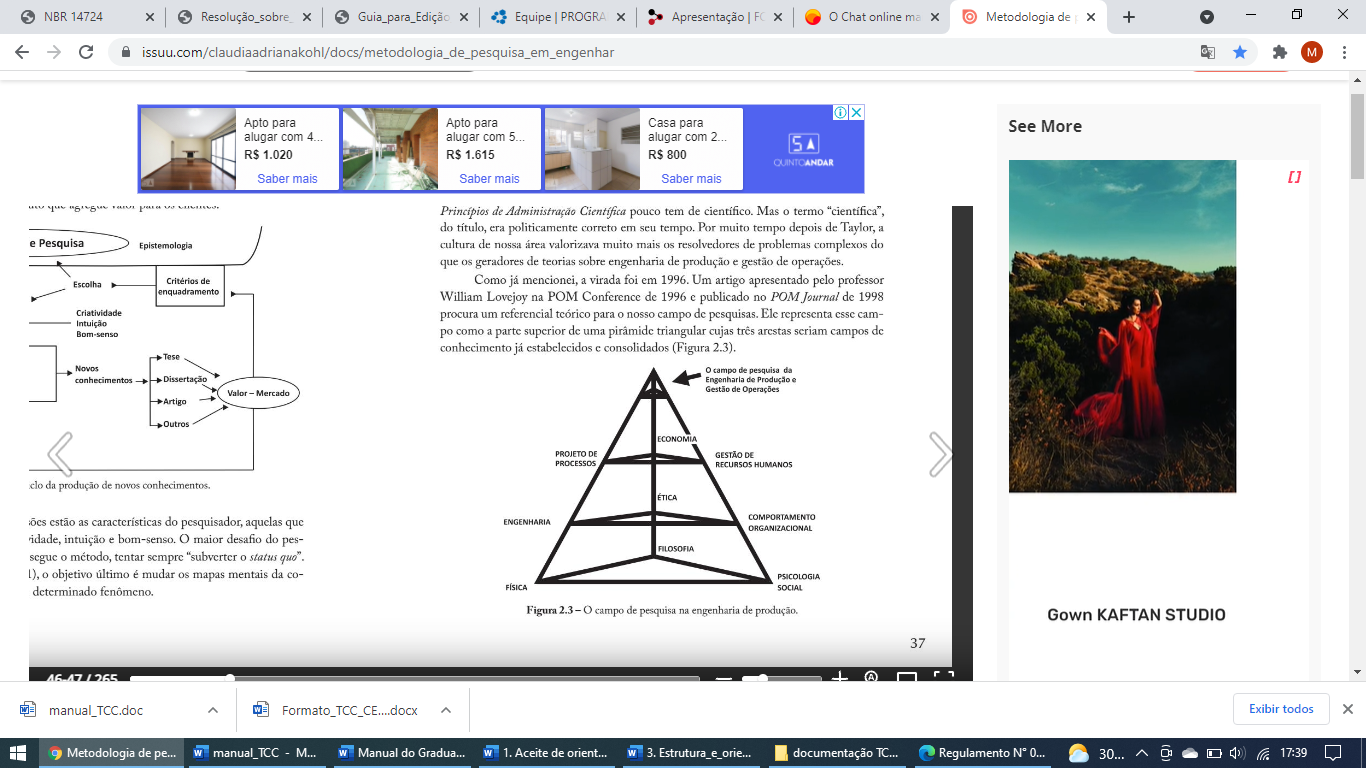 NBR 14724
Resolução_sobre_
Guia_para_Edição
Equipe | PROGRA
Apresentação | FO
O Chat online ma
Metodologia de p
issuu.com/claudiaadrianakohl/docs/metodologia_de_pesquisa_em_engenhar
M
Apto para
alugar com 4...
R$ 1.020
Saber mais
Apto para
alugar com 5...
R$ 1.615
Saber mais
Casa para
alugar com 2...
R$ 800
Saber mais
QUINTOANDAR
See More
ato que agregue valor para os clientes.
e Pesquisa
Epistemologia
Escolha
Critérios de
enquadramento
Criatividade
Intuição
Bom-senso
Novos
conhecimentos
Tese
Dissertação
Artigo
Outros
Valor – Mercado
clo da produção de novos conhecimentos.
ões estão as características do pesquisador, aquelas que
vidade, intuição e bom-senso. O maior desafio do pes-
segue o método, tentar sempre “subverter o status quo”.
1), o objetivo último é mudar os mapas mentais da co-
determinado fenômeno.
Princípios de Administração Científica pouco tem de científico. Mas o termo “científica”,
do título, era politicamente correto em seu tempo. Por muito tempo depois de Taylor, a
cultura de nossa área valorizava muito mais os resolvedores de problemas complexos do
que os geradores de teorias sobre engenharia de produção e gestão de operações.
Como já mencionei, a virada foi em 1996. Um artigo apresentado pelo professor
William Lovejoy na POM Conference de 1996 e publicado no POM Journal de 1998
procura um referencial teórico para o nosso campo de pesquisas. Ele representa esse cam-
po como a parte superior de uma pirâmide triangular cujas três arestas seriam campos de
conhecimento já estabelecidos e consolidados (Figura 2.3).
O campo de pesquisa da
Engenharia de Produção e
Gestão de Operações
ECONOMIA
PROJETO DE
PROCESSOS
GESTÃO DE
RECURSOS HUMANOS
ÉTICA
ENGENHARIA
COMPORTAMENTO
ORGANIZACIONAL
FILOSOFIA
FÍSICA
PSICOLOGIA
SOCIAL
Figura 2.3 – O campo de pesquisa na engenharia de produção.
37
46-47 / 265
Gown KAFTAN STUDIO
manual_TCC.doc
Formato_TCC_CE....docx
Exibir todos
Metodologia de pe...
manual_TCC - M...
Manual do Gradua...
1. Aceite de orient...
3. Estrutura_e_orie...
documentação TC...
Regulamento N° 0...
30...
17:39